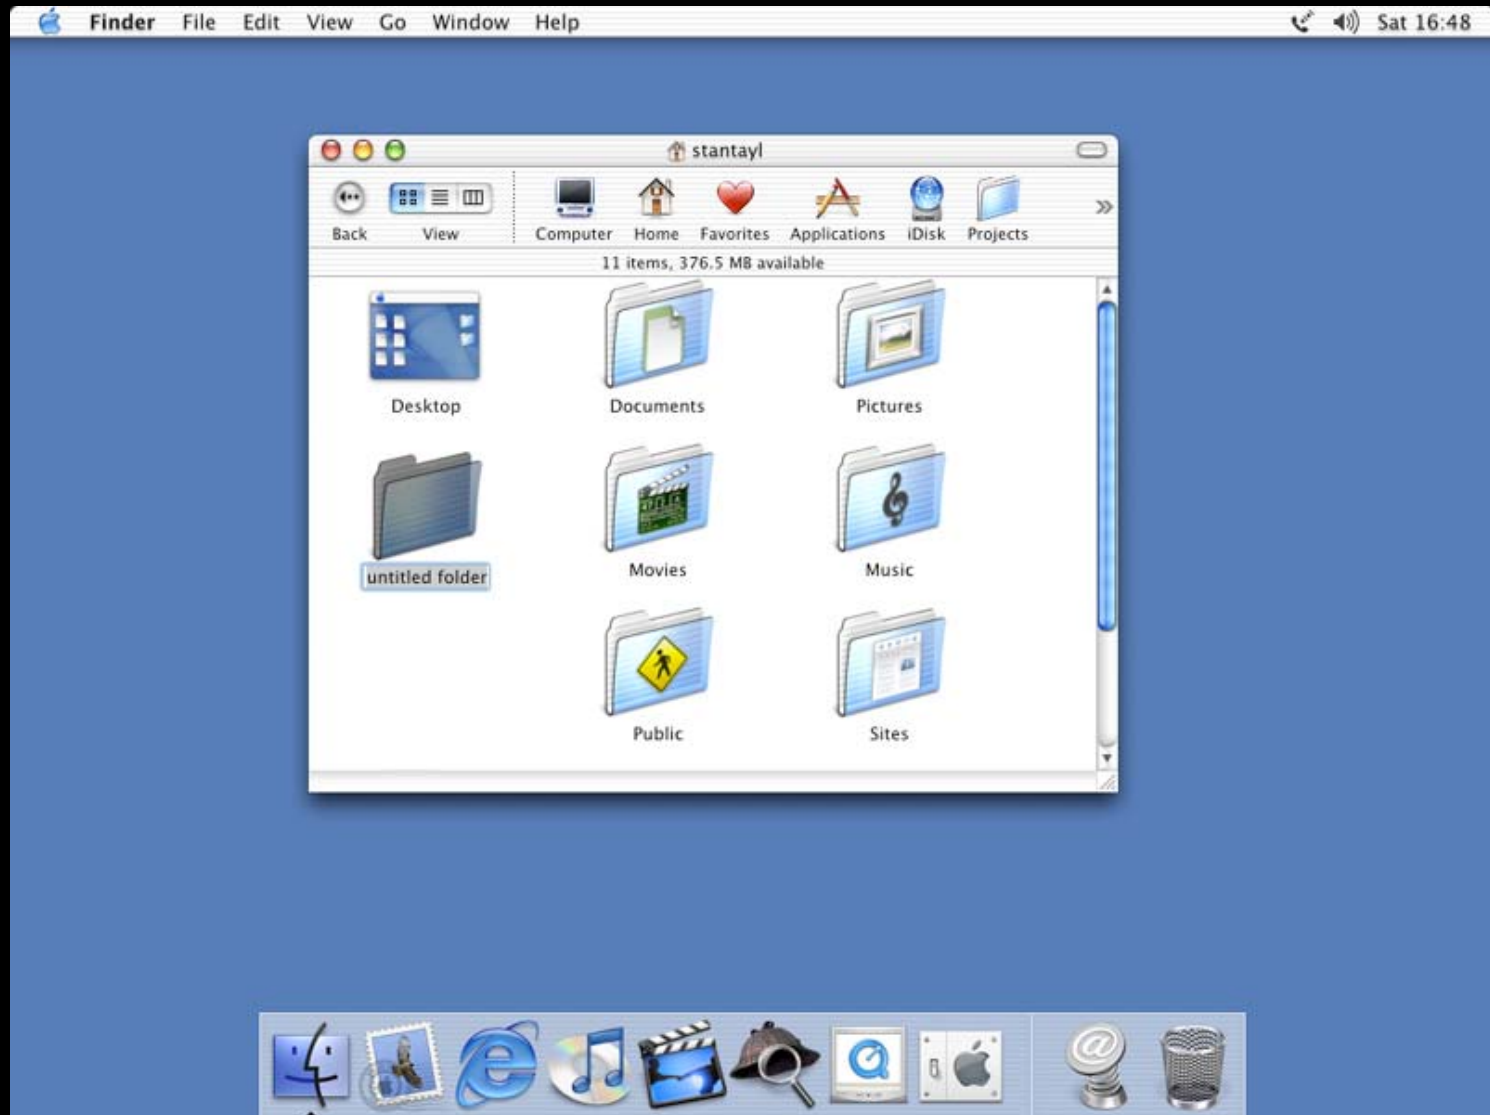 Finder File Edit View Go Window Help Sat 16:48
stantayl
Back View Computer Home Favorites Applications iDisk Projects
11 items, 376.5 MB available
Desktop Documents Pictures
untitled folder Movies Music
Public Sites